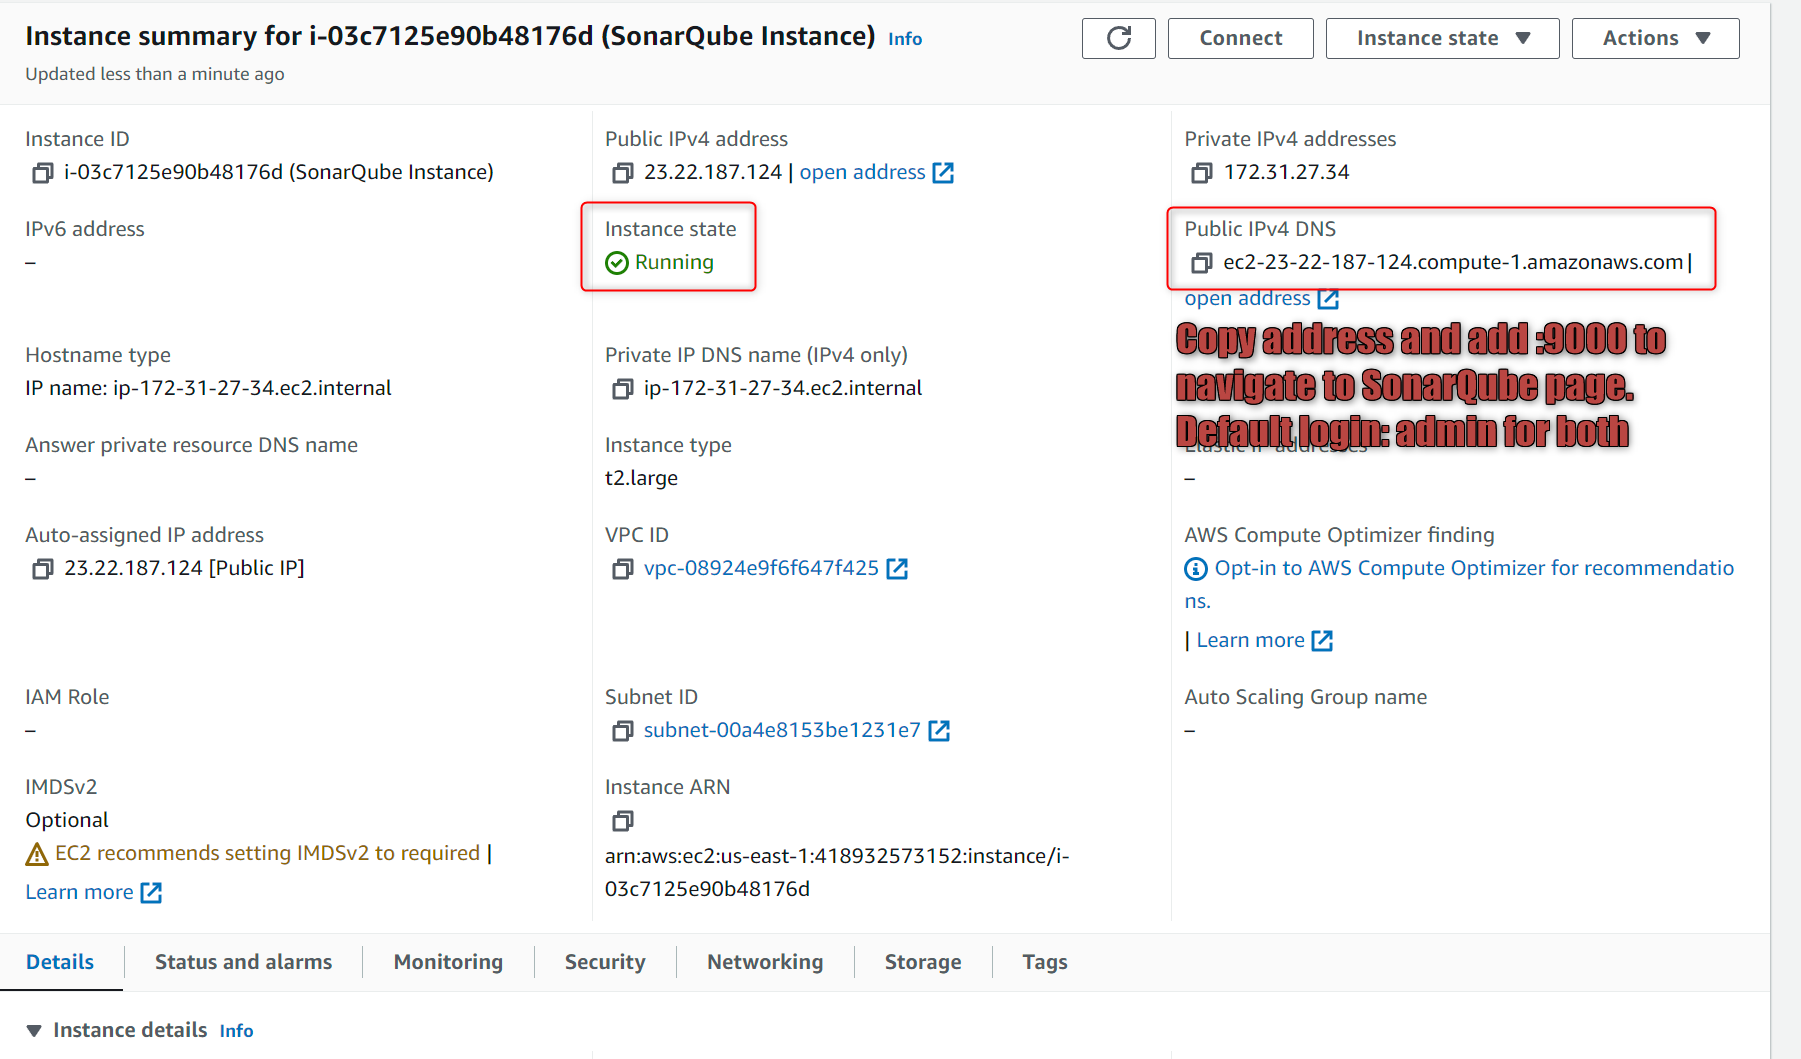 Instance summary for i-03c7125e90b48176d (SonarQube Instance) Info
Updated less than a minute ago
Connect
Instance state
Actions
Instance ID
i-03c7125e90b48176d (SonarQube Instance)
Public IPv4 address
23.22.187.124 | open address
Private IPv4 addresses
172.31.27.34
IPv6 address
–
Instance state
Running
Public IPv4 DNS
ec2-23-22-187-124.compute-1.amazonaws.com |
open address
Copy address and add :9000 to
navigate to SonarQube page.
Default login: admin for both
Hostname type
IP name: ip-172-31-27-34.ec2.internal
Private IP DNS name (IPv4 only)
ip-172-31-27-34.ec2.internal
Answer private resource DNS name
–
Instance type
t2.large
Elastic IP addresses
–
Auto-assigned IP address
23.22.187.124 [Public IP]
VPC ID
vpc-08924e9f6f647f425
AWS Compute Optimizer finding
Opt-in to AWS Compute Optimizer for recommendatio
ns.
| Learn more
IAM Role
–
Subnet ID
subnet-00a4e8153be1231e7
Auto Scaling Group name
–
IMDSv2
Optional
EC2 recommends setting IMDSv2 to required |
Learn more
Instance ARN
arn:aws:ec2:us-east-1:418932573152:instance/i-
03c7125e90b48176d
Details
Status and alarms
Monitoring
Security
Networking
Storage
Tags
Instance details Info